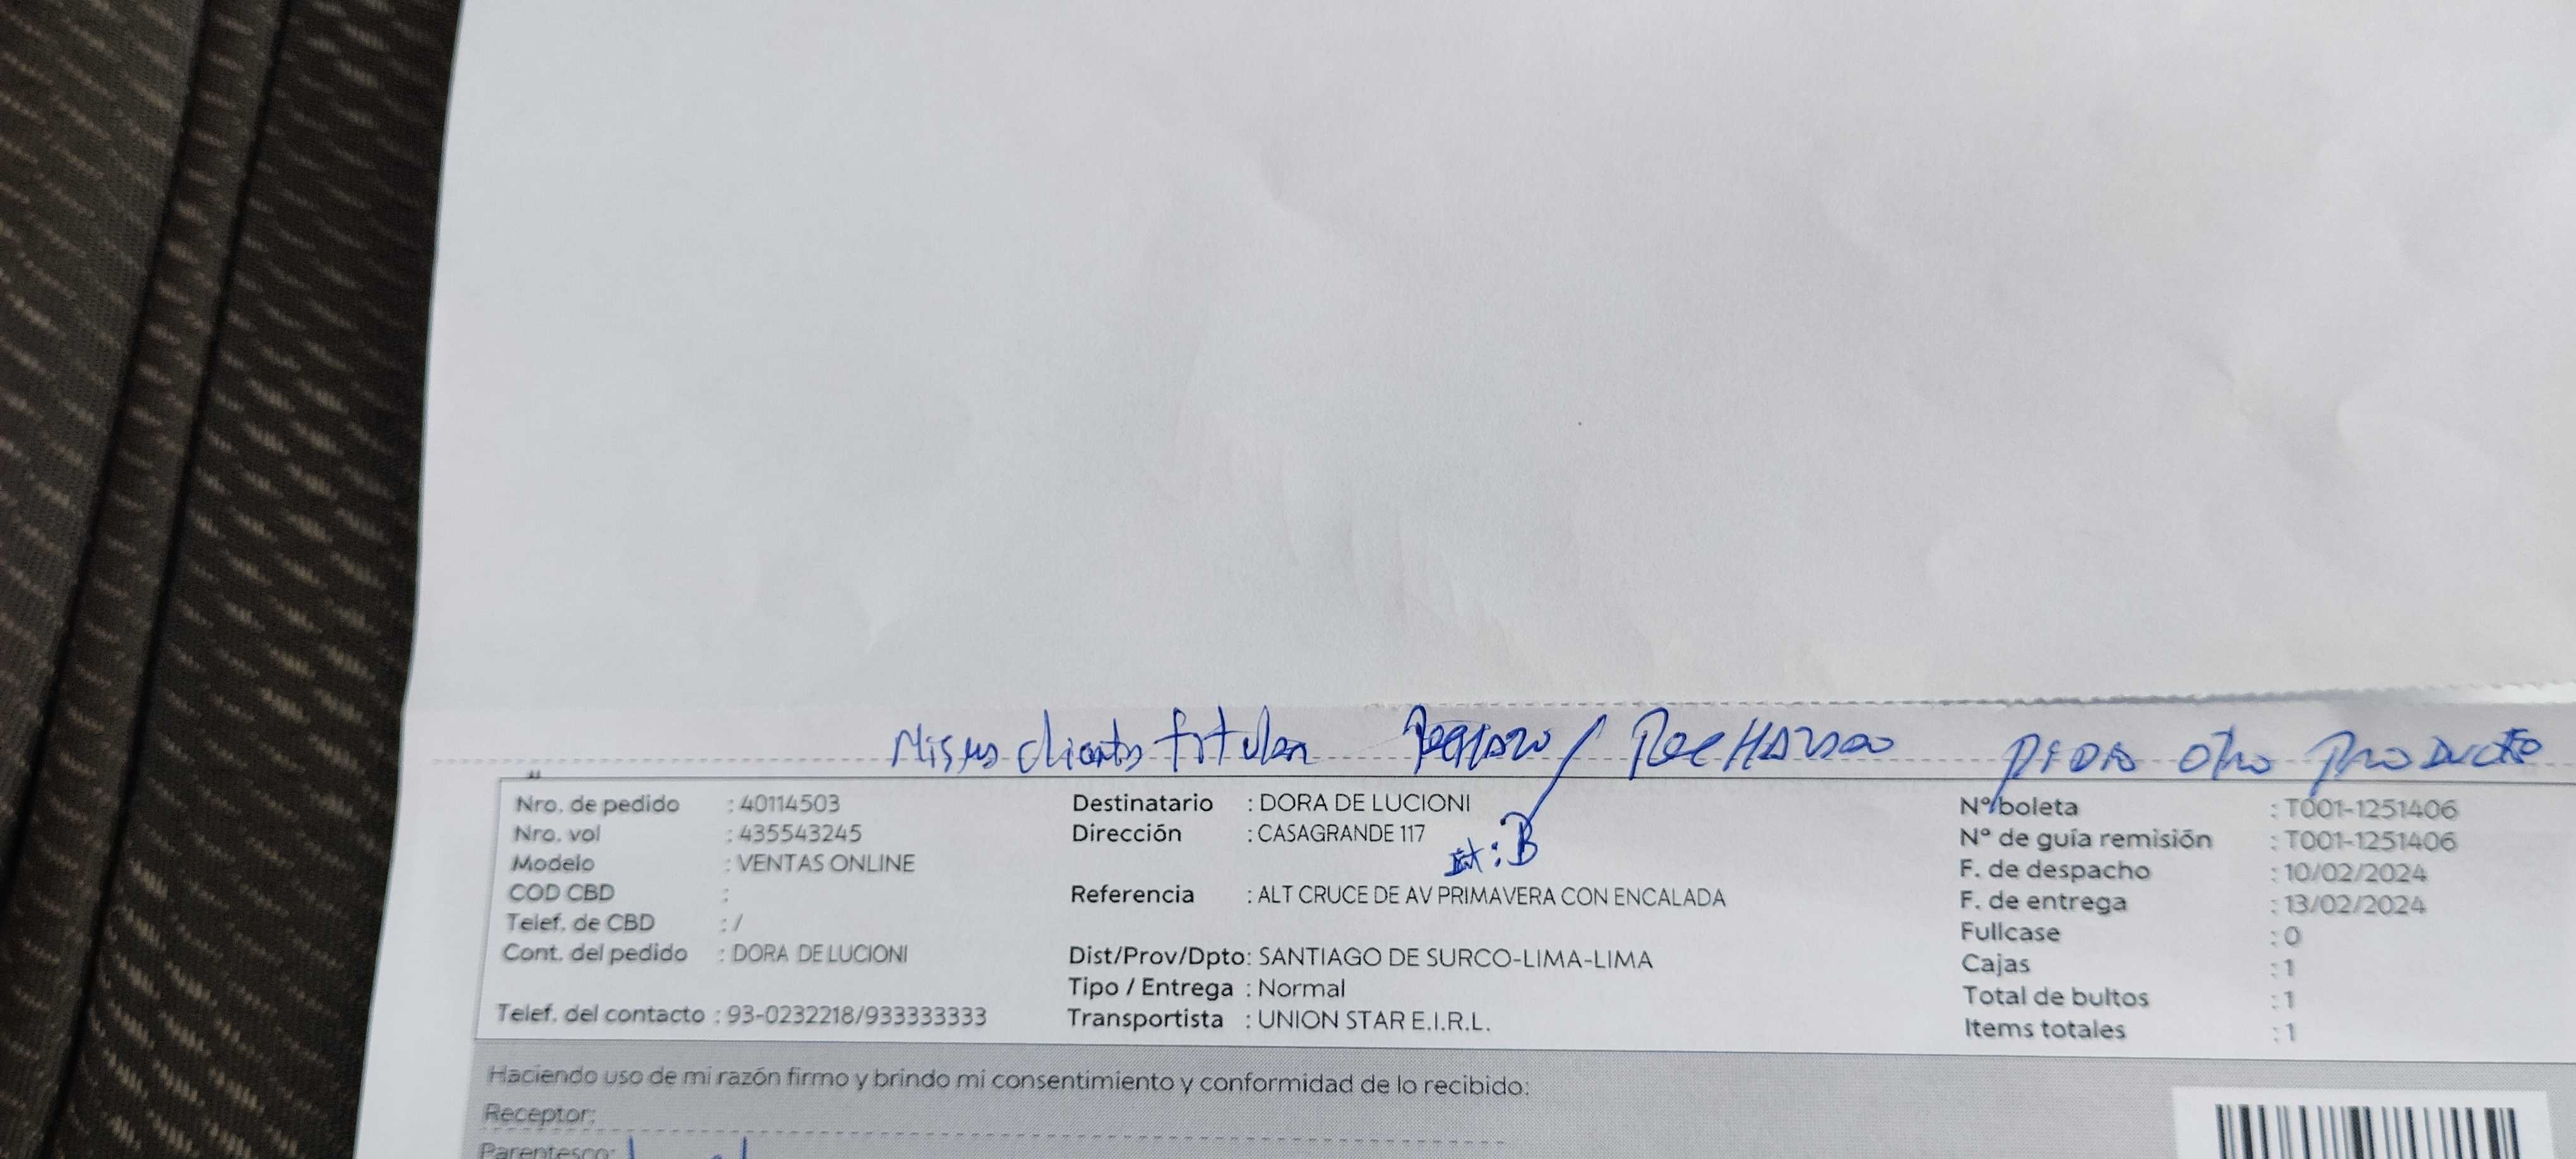 Mismo cliente titular Rechazo / Rechazado pidio otro producto
Nro. de pedido : 40114503
Nro. vol : 435543245
Modelo : VENTAS ONLINE
COD CBD :
Telef. de CBD : /
Cont. del pedido : DORA DE LUCIONI
Telef. del contacto : 93-0232218/933333333
Destinatario : DORA DE LUCIONI
Dirección : CASAGRANDE 117
: B
Referencia : ALT CRUCE DE AV PRIMAVERA CON ENCALADA
Dist/Prov/Dpto: SANTIAGO DE SURCO-LIMA-LIMA
Tipo / Entrega : Normal
Transportista : UNION STAR E.I.R.L.
Nº boleta : T001-1251406
Nº de guía remisión : T001-1251406
F. de despacho : 10/02/2024
F. de entrega : 13/02/2024
Fullcase : 0
Cajas : 1
Total de bultos : 1
Items totales : 1
Haciendo uso de mi razón firmo y brindo mi consentimiento y conformidad de lo recibido:
Receptor:
Parentesco: